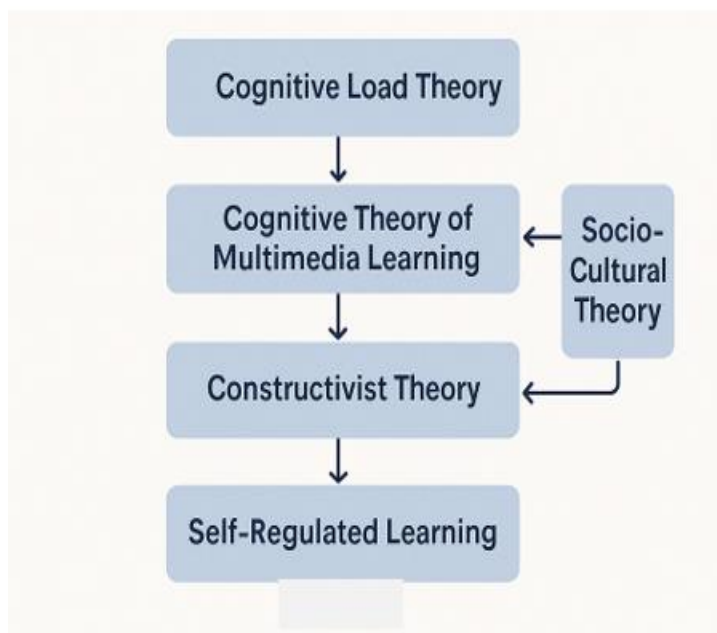 Cognitive Load Theory
Cognitive Theory of
Multimedia Learning
Socio-
Cultural
Theory
Constructivist Theory
Self-Regulated Learning